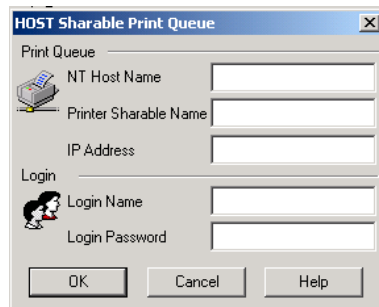 HOST Sharable Print Queue
Print Queue
NT Host Name
Printer Sharable Name
IP Address
Login
Login Name
Login Password
OK Cancel Help